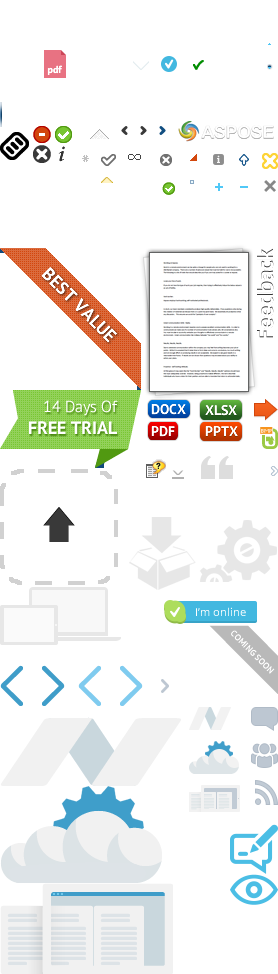 pdf
ASPOSE
i
BEST VALUE
Feedback
14 Days Of
FREE TRIAL
DOCX
XLSX
PDF
PPTX
I'm online
COMING SOON